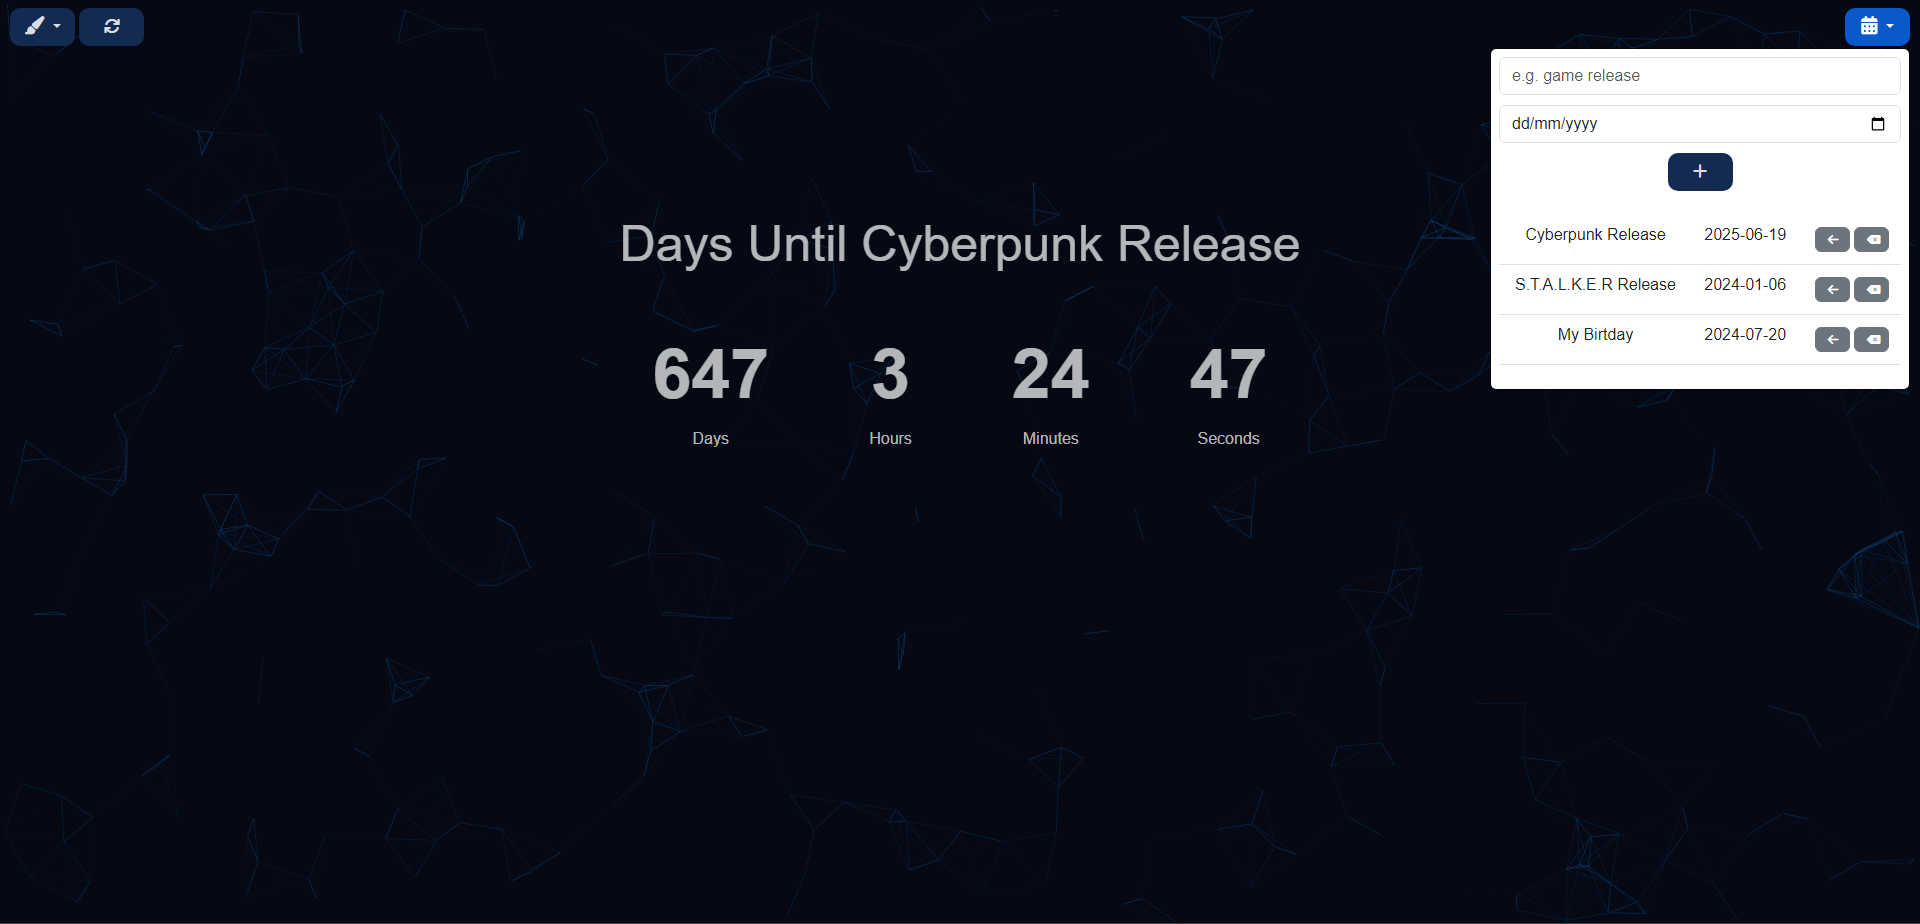 e.g. game release
dd/mm/yyyy
Days Until Cyberpunk Release
Cyberpunk Release 2025-06-19
S.T.A.L.K.E.R Release 2024-01-06
My Birtday 2024-07-20
647 3 24 47
Days Hours Minutes Seconds